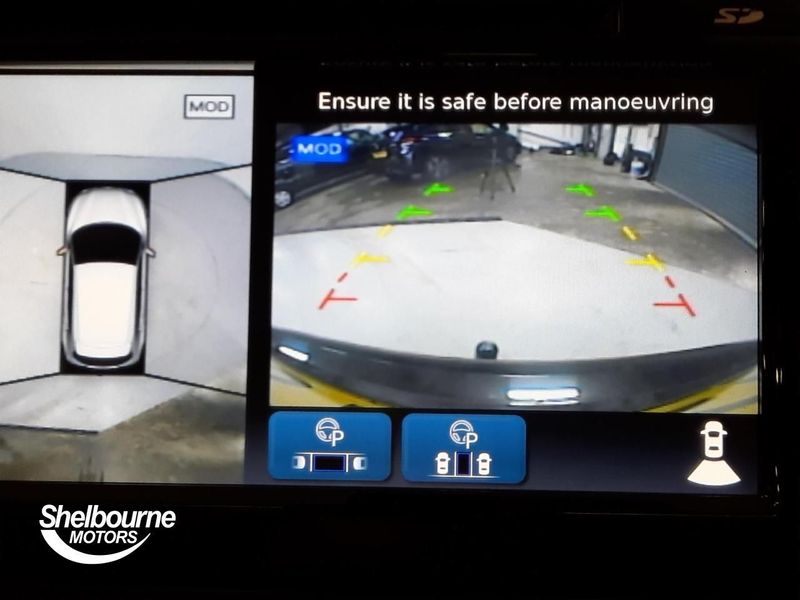 SD
MOD
Ensure it is safe before manoeuvring
MOD
P
P
Shelbourne
MOTORS